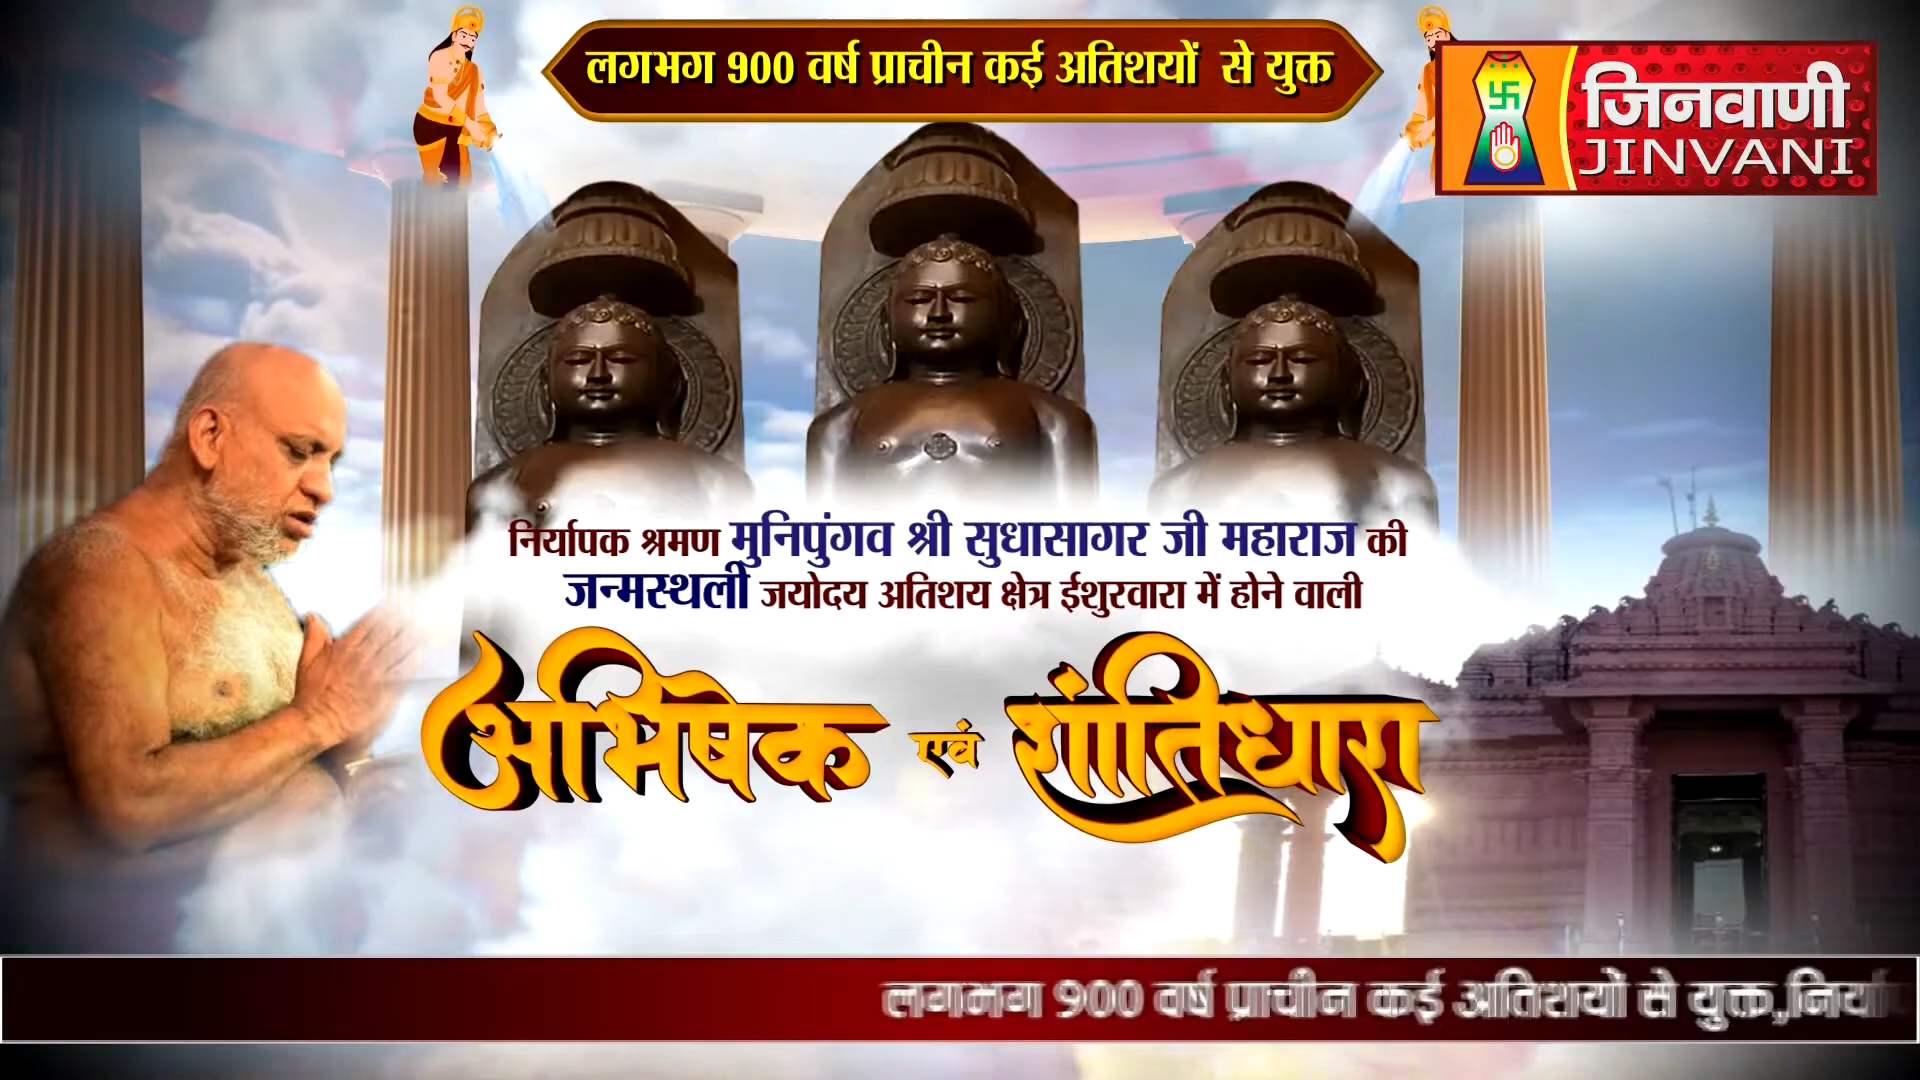 लगभग 900 वर्ष प्राचीन कई अतिशयों से युक्त
जिनवाणी
JINVANI
निर्यापक श्रमण मुनिपुंगव श्री सुधासागर जी महाराज की
जन्मस्थली जयोदय अतिशय क्षेत्र ईशुरवारा में होने वाली
अभिषेक एवं शांतिधारा
लगभग 900 वर्ष प्राचीन कई अतिशयों से युक्त,